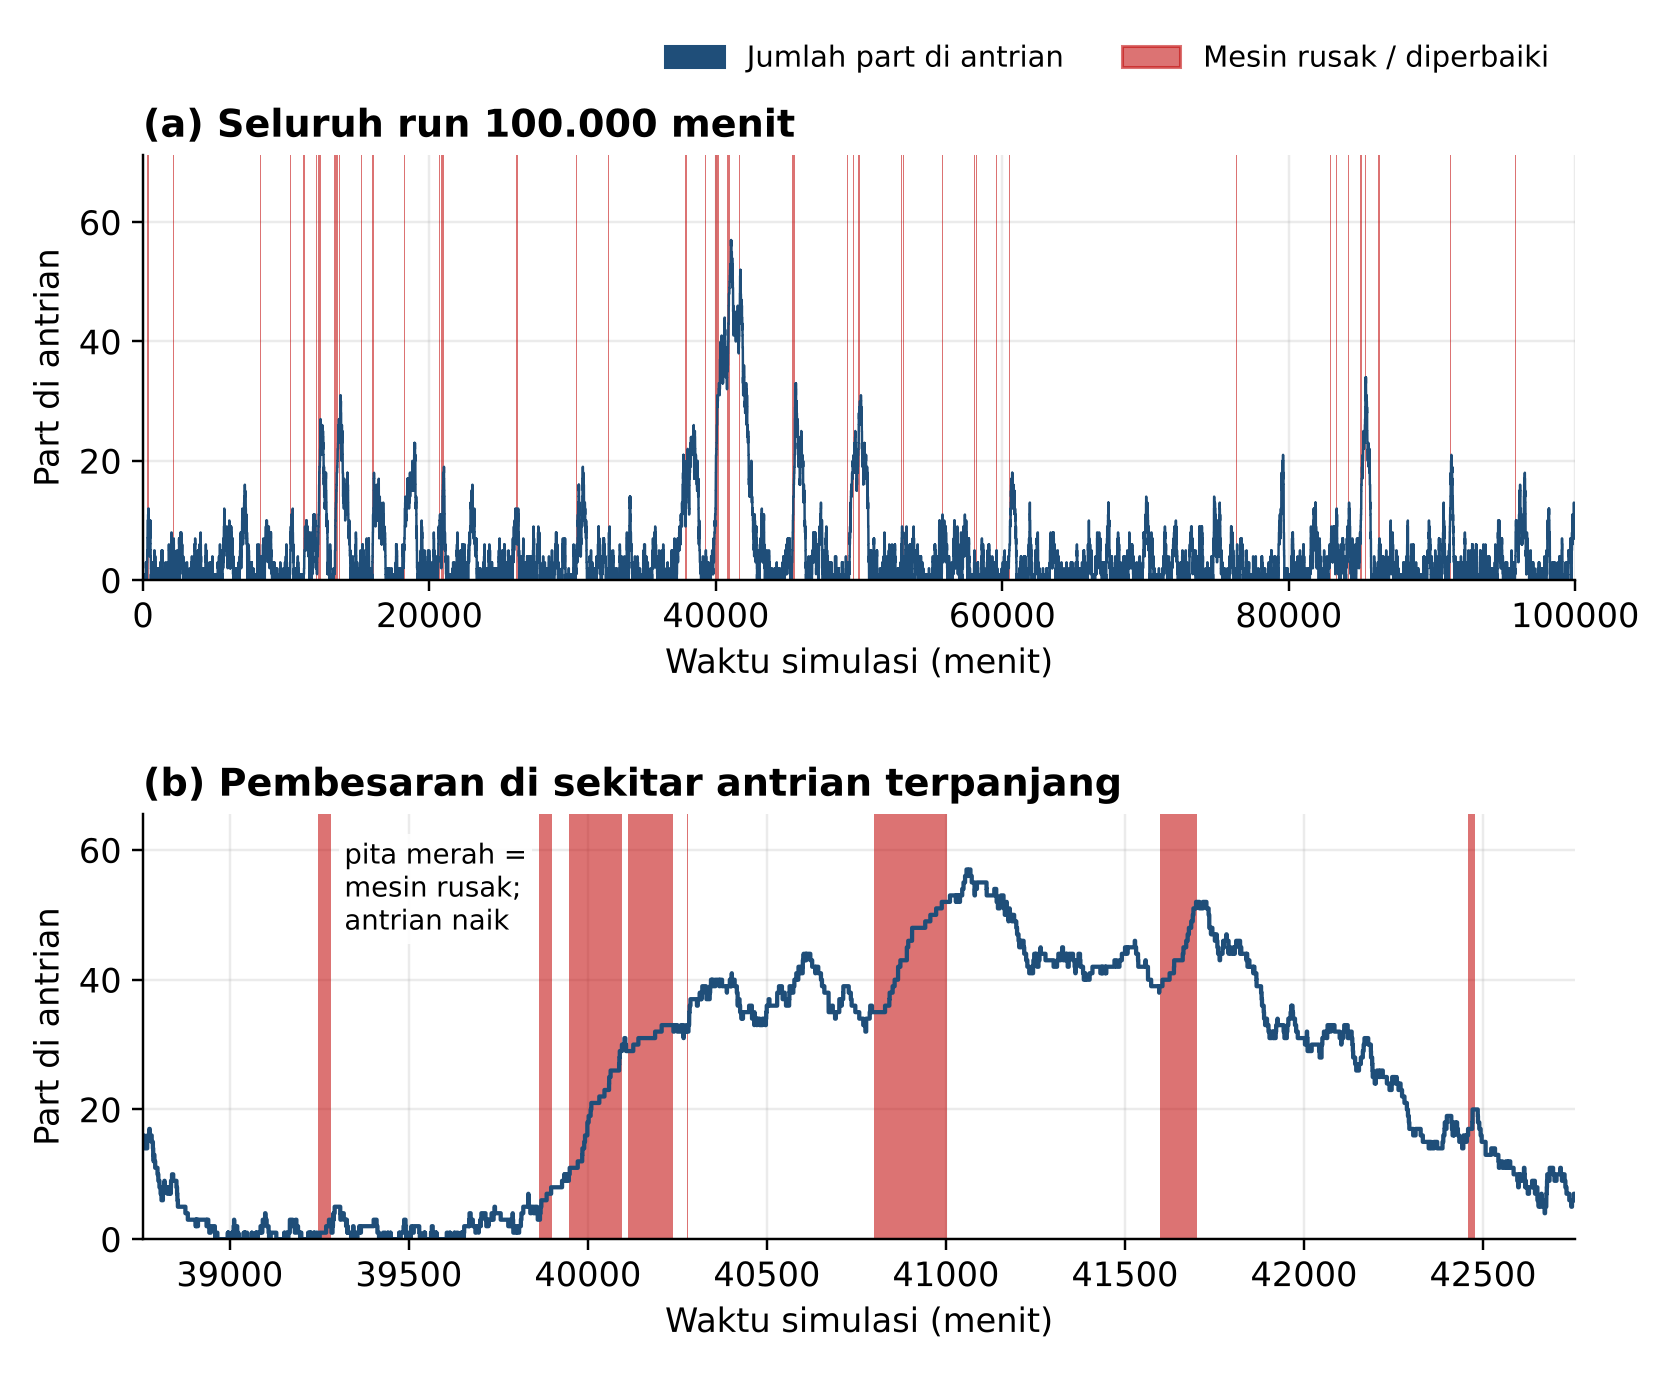 Jumlah part di antrian
Mesin rusak / diperbaiki
(a) Seluruh run 100.000 menit
Part di antrian
60
40
20
0
0 20000 40000 60000 80000 100000
Waktu simulasi (menit)
(b) Pembesaran di sekitar antrian terpanjang
pita merah =
mesin rusak;
antrian naik
Part di antrian
60
40
20
0
39000 39500 40000 40500 41000 41500 42000 42500
Waktu simulasi (menit)